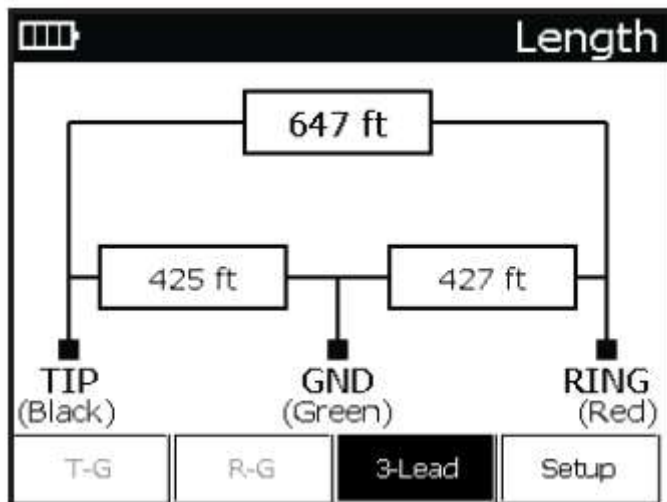 Length
647 ft
425 ft 427 ft
TIP GND RING
(Black) (Green) (Red)
T-G R-G 3-Lead Setup